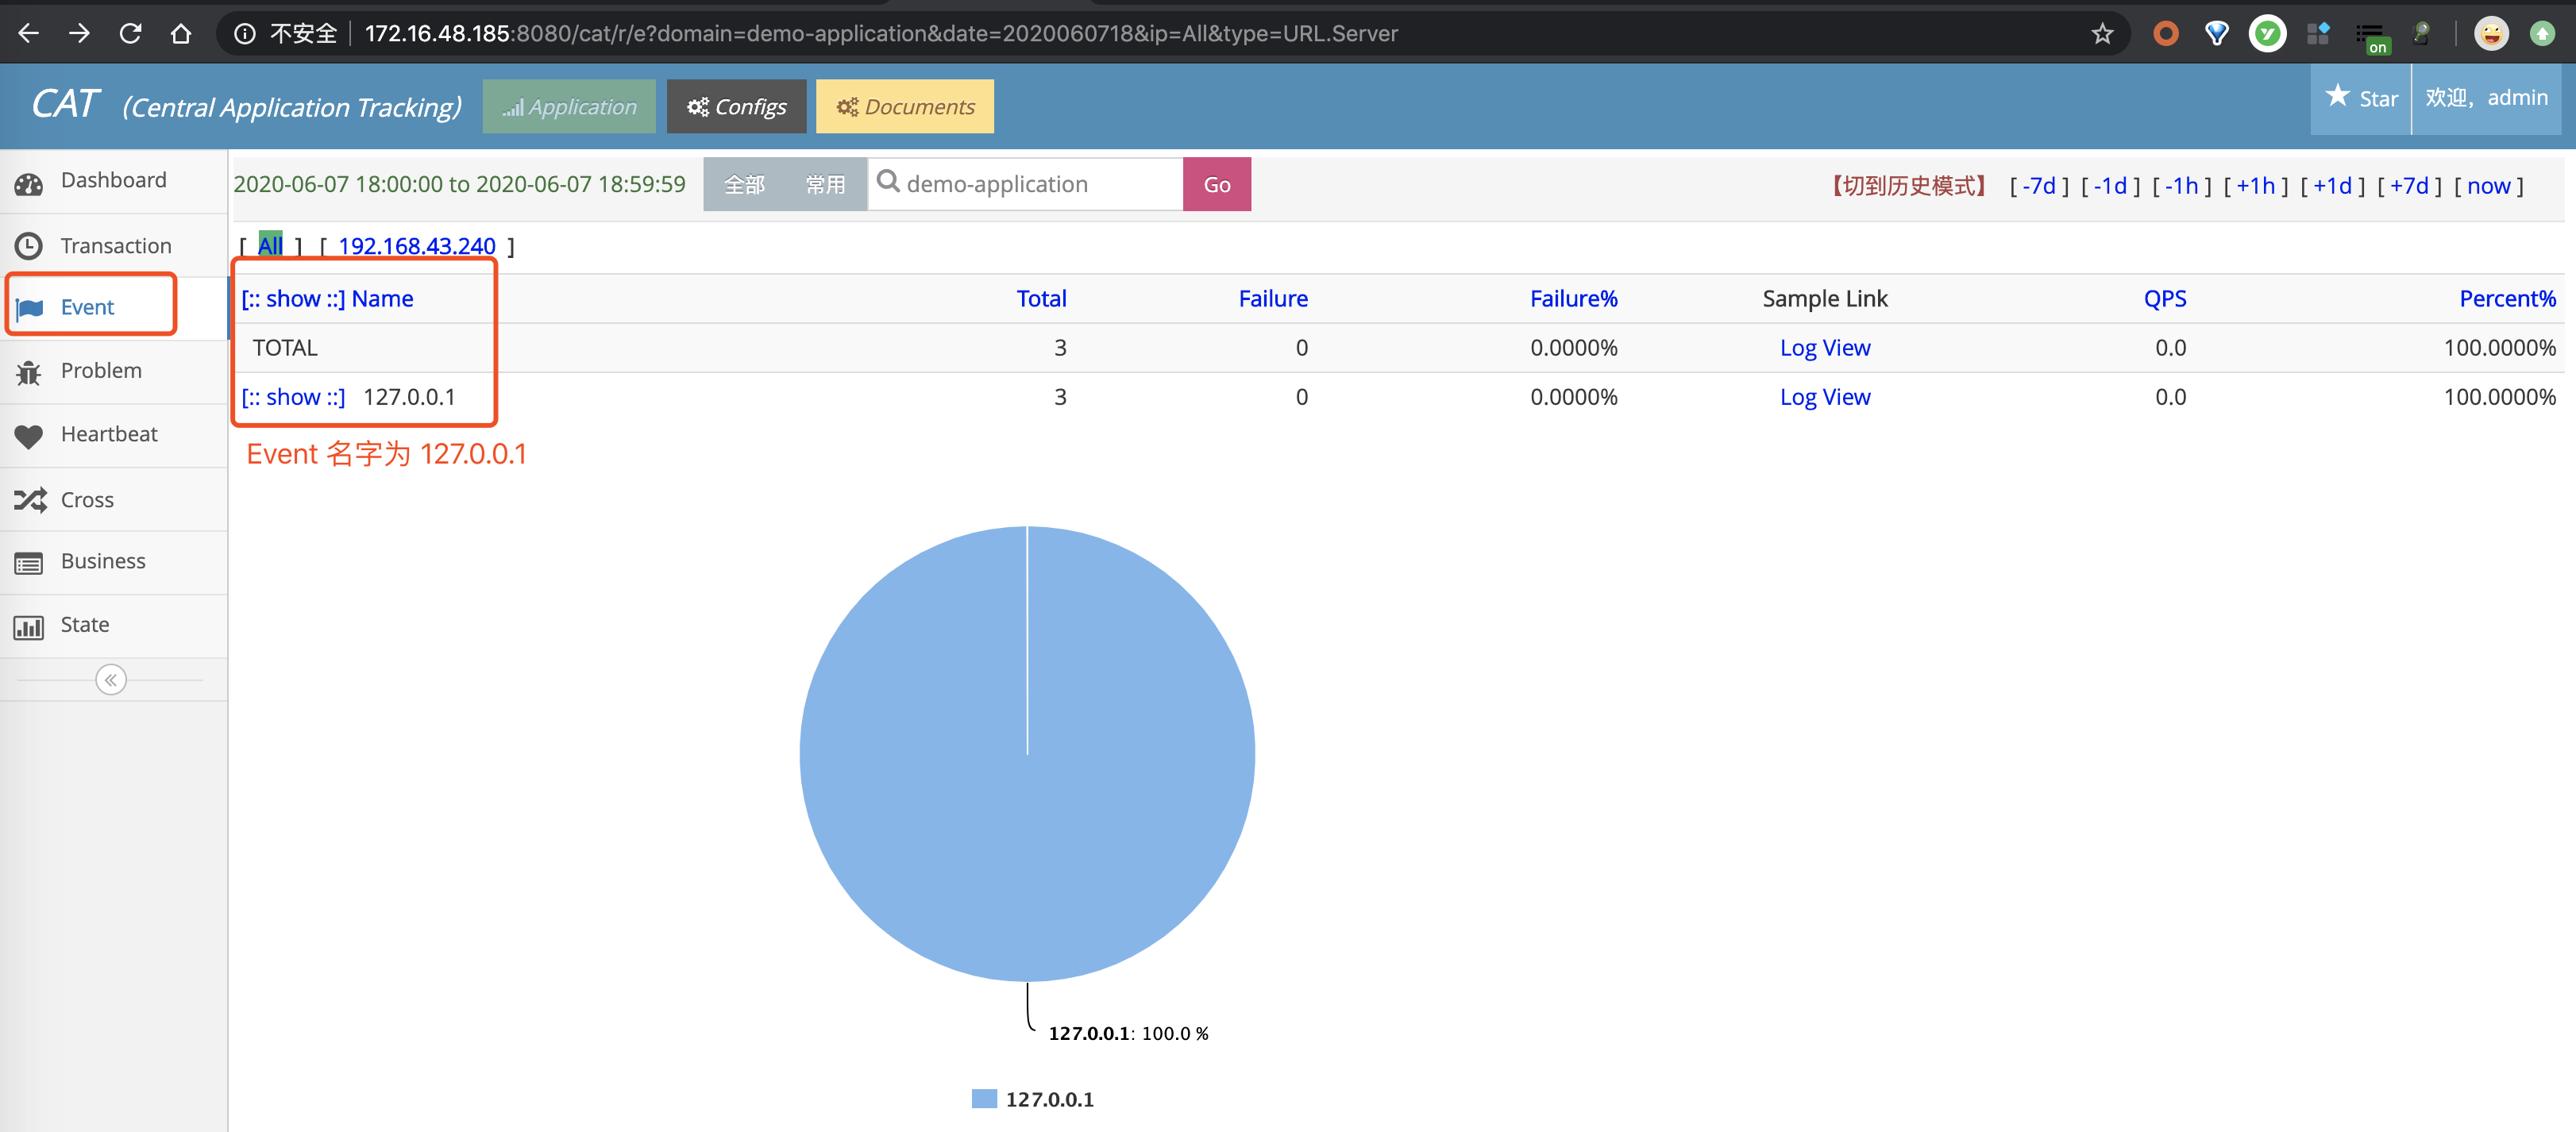 不安全 172.16.48.185:8080/cat/r/e?domain=demo-application&date=2020060718&ip=All&type=URL.Server
on
CAT (Central Application Tracking) Application Configs Documents Star 欢迎，admin
Dashboard
Transaction
Event
Problem
Heartbeat
Cross
Business
State
2020-06-07 18:00:00 to 2020-06-07 18:59:59 全部 常用 demo-application Go 【切到历史模式】 [ -7d ] [ -1d ] [ -1h ] [ +1h ] [ +1d ] [ +7d ] [ now ]
[ All ] [ 192.168.43.240 ]
[:: show ::] Name Total Failure Failure% Sample Link QPS Percent%
TOTAL 3 0 0.0000% Log View 0.0 100.0000%
[:: show ::] 127.0.0.1 3 0 0.0000% Log View 0.0 100.0000%
Event 名字为 127.0.0.1
127.0.0.1: 100.0 %
127.0.0.1